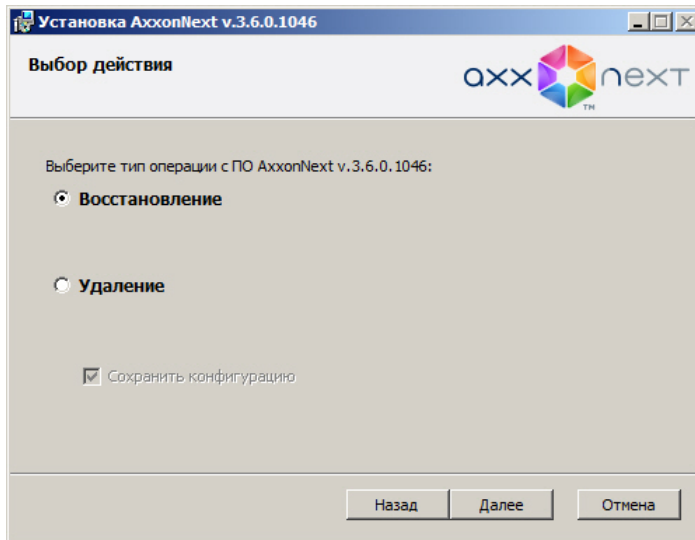 Установка AxxonNext v.3.6.0.1046
Выбор действия
axx next
TM
Выберите тип операции с ПО AxxonNext v.3.6.0.1046:
Восстановление
Удаление
Сохранить конфигурацию
Назад Далее Отмена